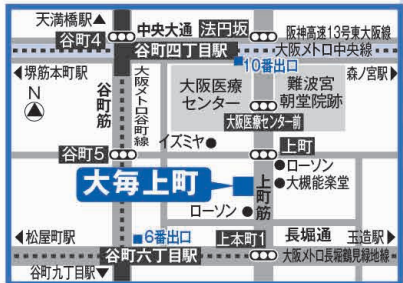 天満橋駅▲
谷町4
中央大通
法円坂
阪神高速13号東大阪線
谷町四丁目駅
大阪メトロ中央線
10番出口
◀堺筋本町駅
森ノ宮駅▶
N
谷町筋
大阪メトロ谷町線
大阪医療
センター
難波宮
朝堂院跡
大阪医療センター前
イズミヤ●
谷町5
上町
●ローソン
●大槻能楽堂
大毎上町
上町筋
ローソン●
◀松屋町駅
6番出口
上本町1
長堀通
玉造駅▶
谷町六丁目駅
大阪メトロ長堀鶴見緑地線
谷町九丁目駅▼